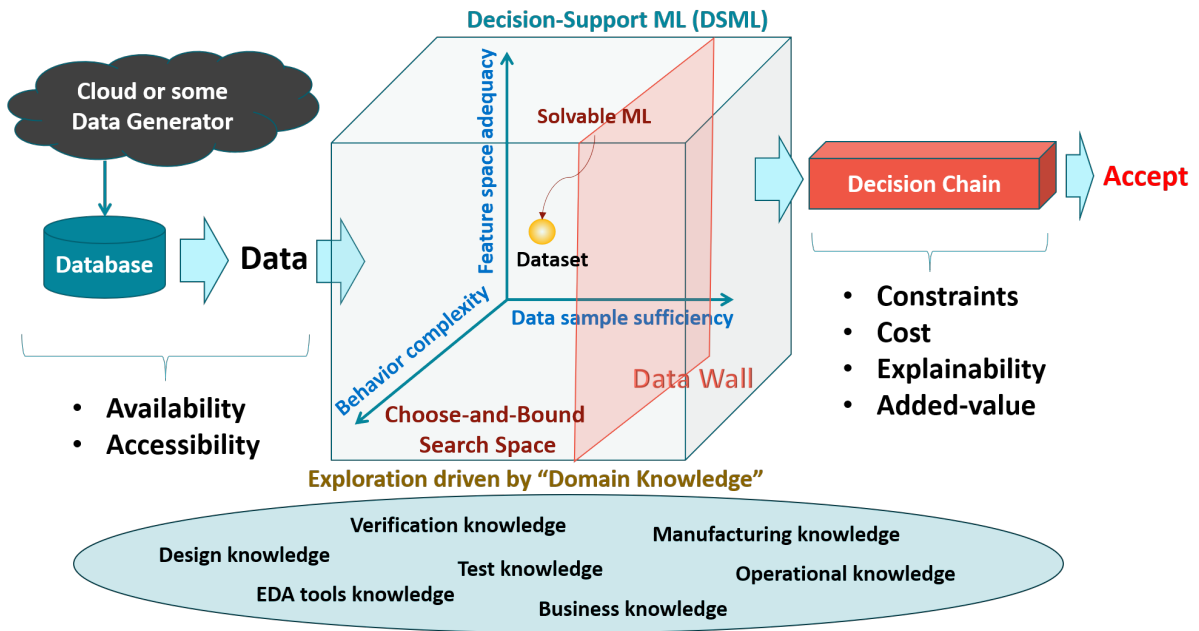 Decision-Support ML (DSML)
Cloud or some
Data Generator
Database
Data
• Availability
• Accessibility
Feature space adequacy
Behavior complexity
Data sample sufficiency
Solvable ML
Dataset
Data Wall
Choose-and-Bound
Search Space
Decision Chain
Accept
• Constraints
• Cost
• Explainability
• Added-value
Exploration driven by “Domain Knowledge”
Verification knowledge
Manufacturing knowledge
Design knowledge
Test knowledge
Operational knowledge
EDA tools knowledge
Business knowledge